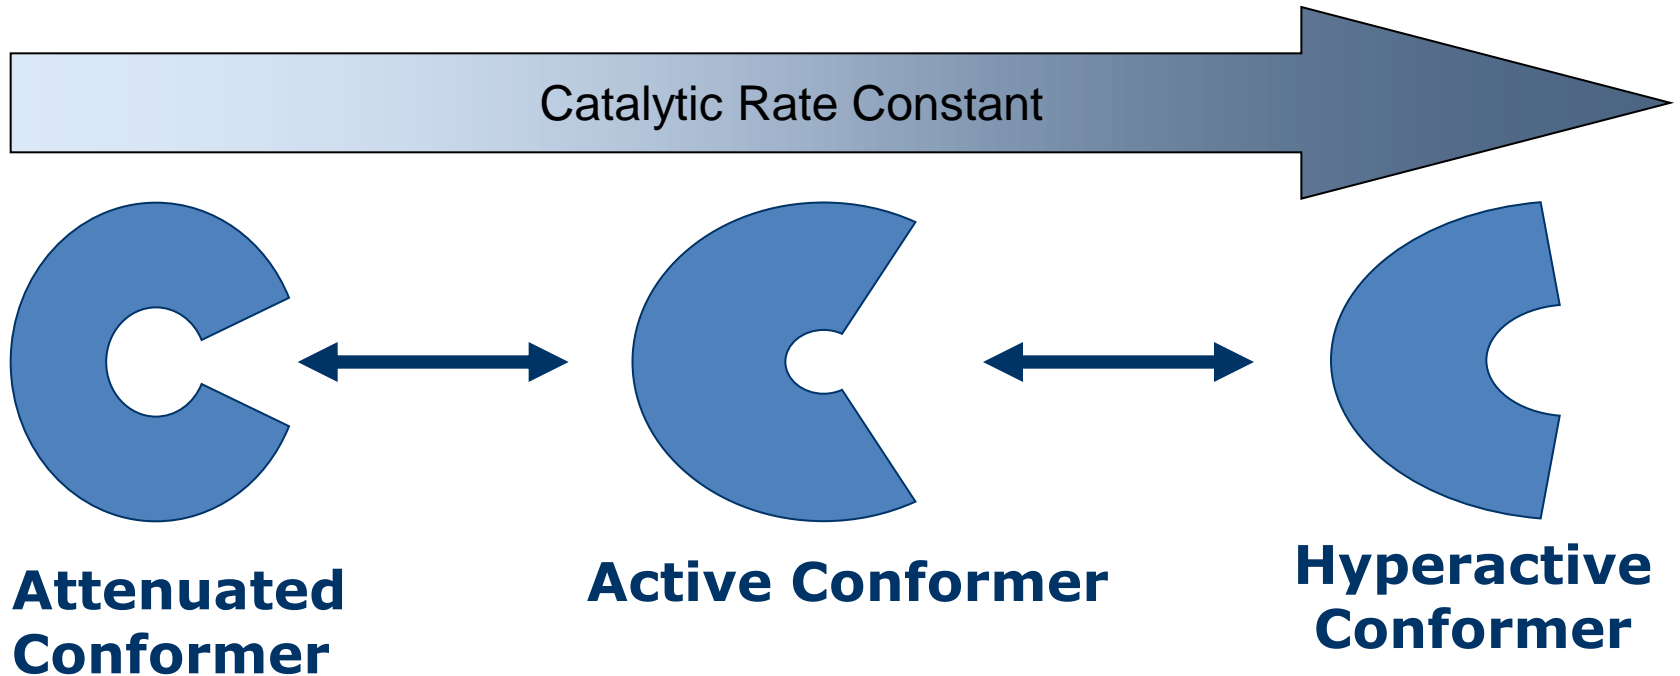 Catalytic Rate Constant
Attenuated
Conformer
Active Conformer
Hyperactive
Conformer